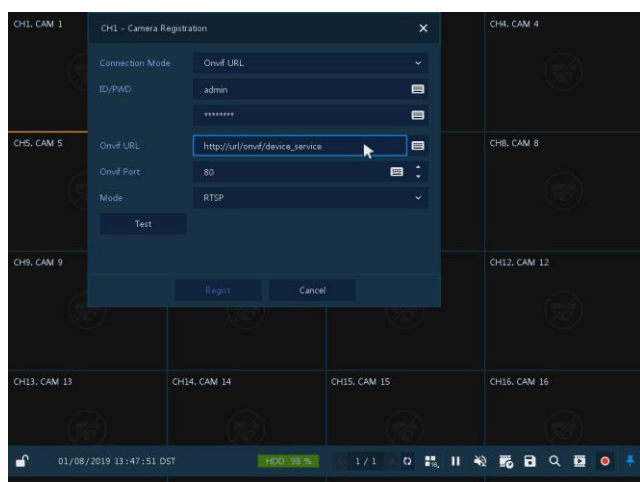 CH1. CAM 1
CH1 - Camera Registration
CH4. CAM 4
Connection Mode
Onvif URL
ID/PWD
admin
********
CH5. CAM 5
Onvif URL
http://url/onvif/device_service
CH8. CAM 8
Onvif Port
80
Mode
RTSP
Test
CH9. CAM 9
CH12. CAM 12
Regist
Cancel
CH13. CAM 13
CH14. CAM 14
CH15. CAM 15
CH16. CAM 16
01/08/2019 13:47:51 DST
HDD 98 %
1 / 1